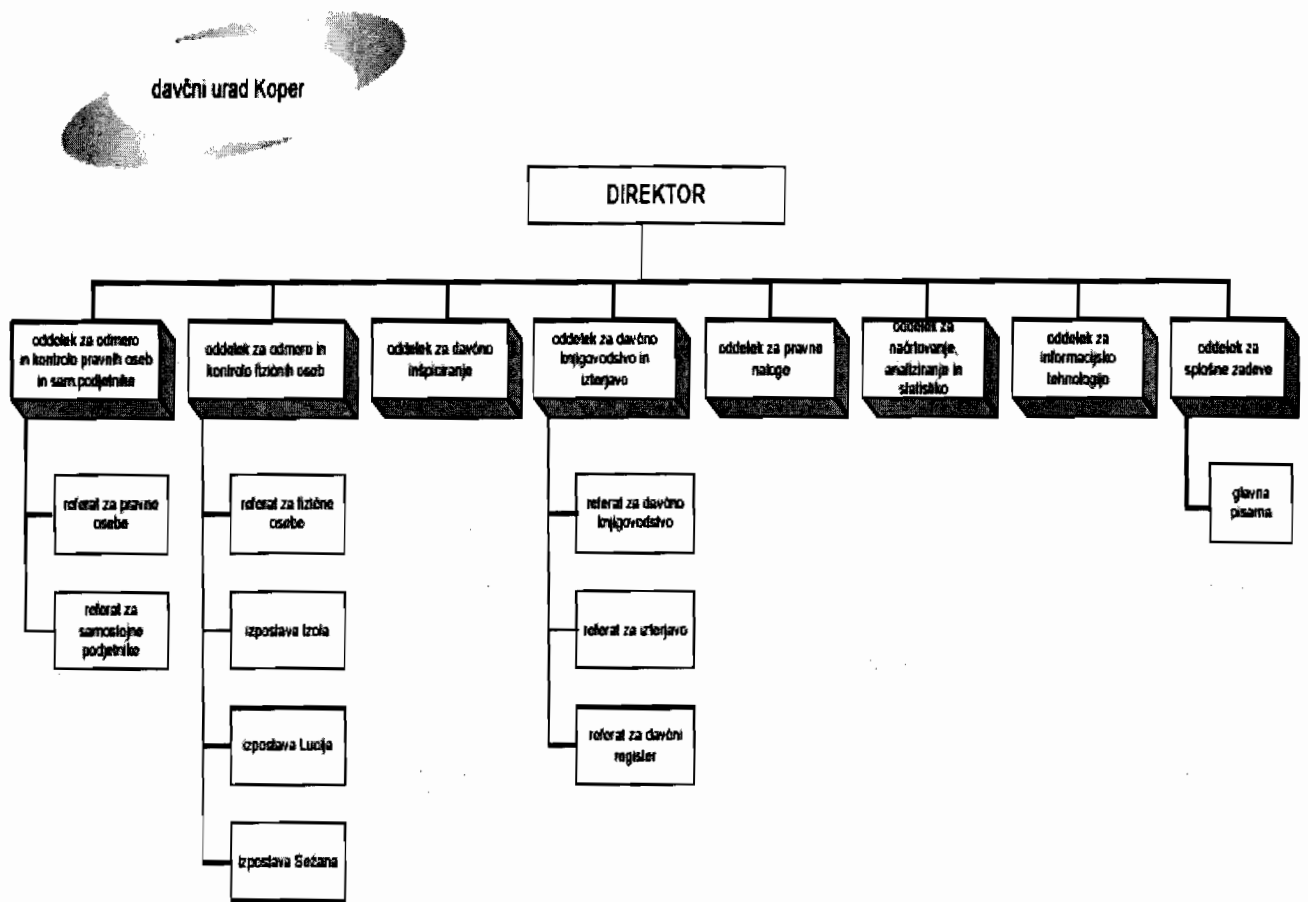 davčni urad Koper
DIREKTOR
oddelek za odmero
in kontrolo pravnih oseb
in sam.podjetnike
oddelek za odmero in
kontrolo fizičnih oseb
oddelek za davčno
inšpiciranje
oddelek za davčno
knjigovodstvo in
izterjavo
oddelek za pravne
naloge
oddelek za
načrtovanje,
analiziranje in
statistiko
oddelek za
informacijsko
tehnologijo
oddelek za
splošne zadeve
referat za pravne
osebe
referat za
samostojne
podjetnike
referat za fizične
osebe
izpostava Izola
izpostava Lucija
izpostava Sežana
referat za davčno
knjigovodstvo
referat za izterjavo
referat za davčni
register
glavna
pisarna